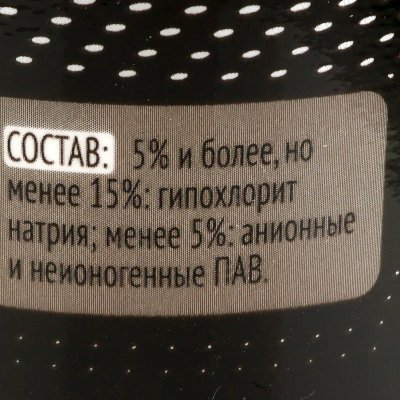 СОСТАВ: 5% и более, но
менее 15%: гипохлорит
натрия; менее 5%: анионные
и неионогенные ПАВ.